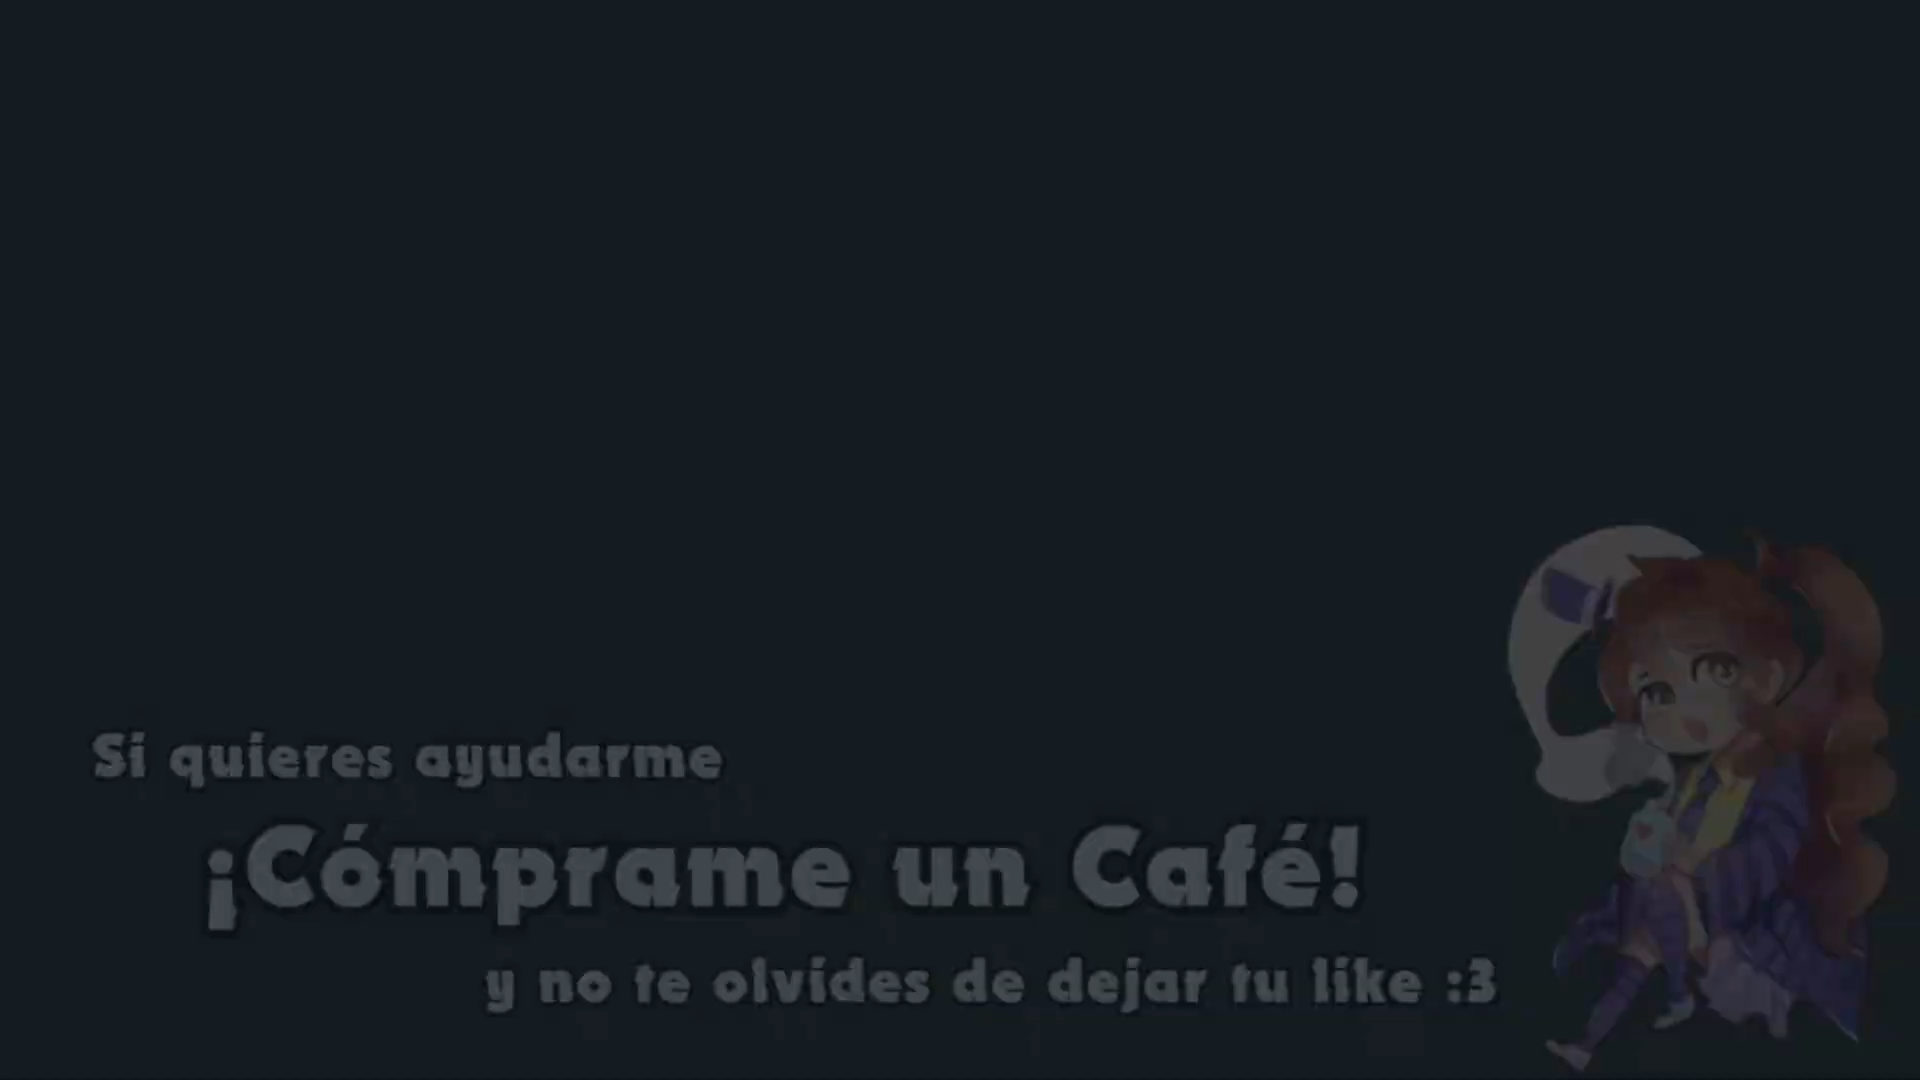 Si quieres ayudarme
¡Cómprame un Café!
y no te olvides de dejar tu like :3